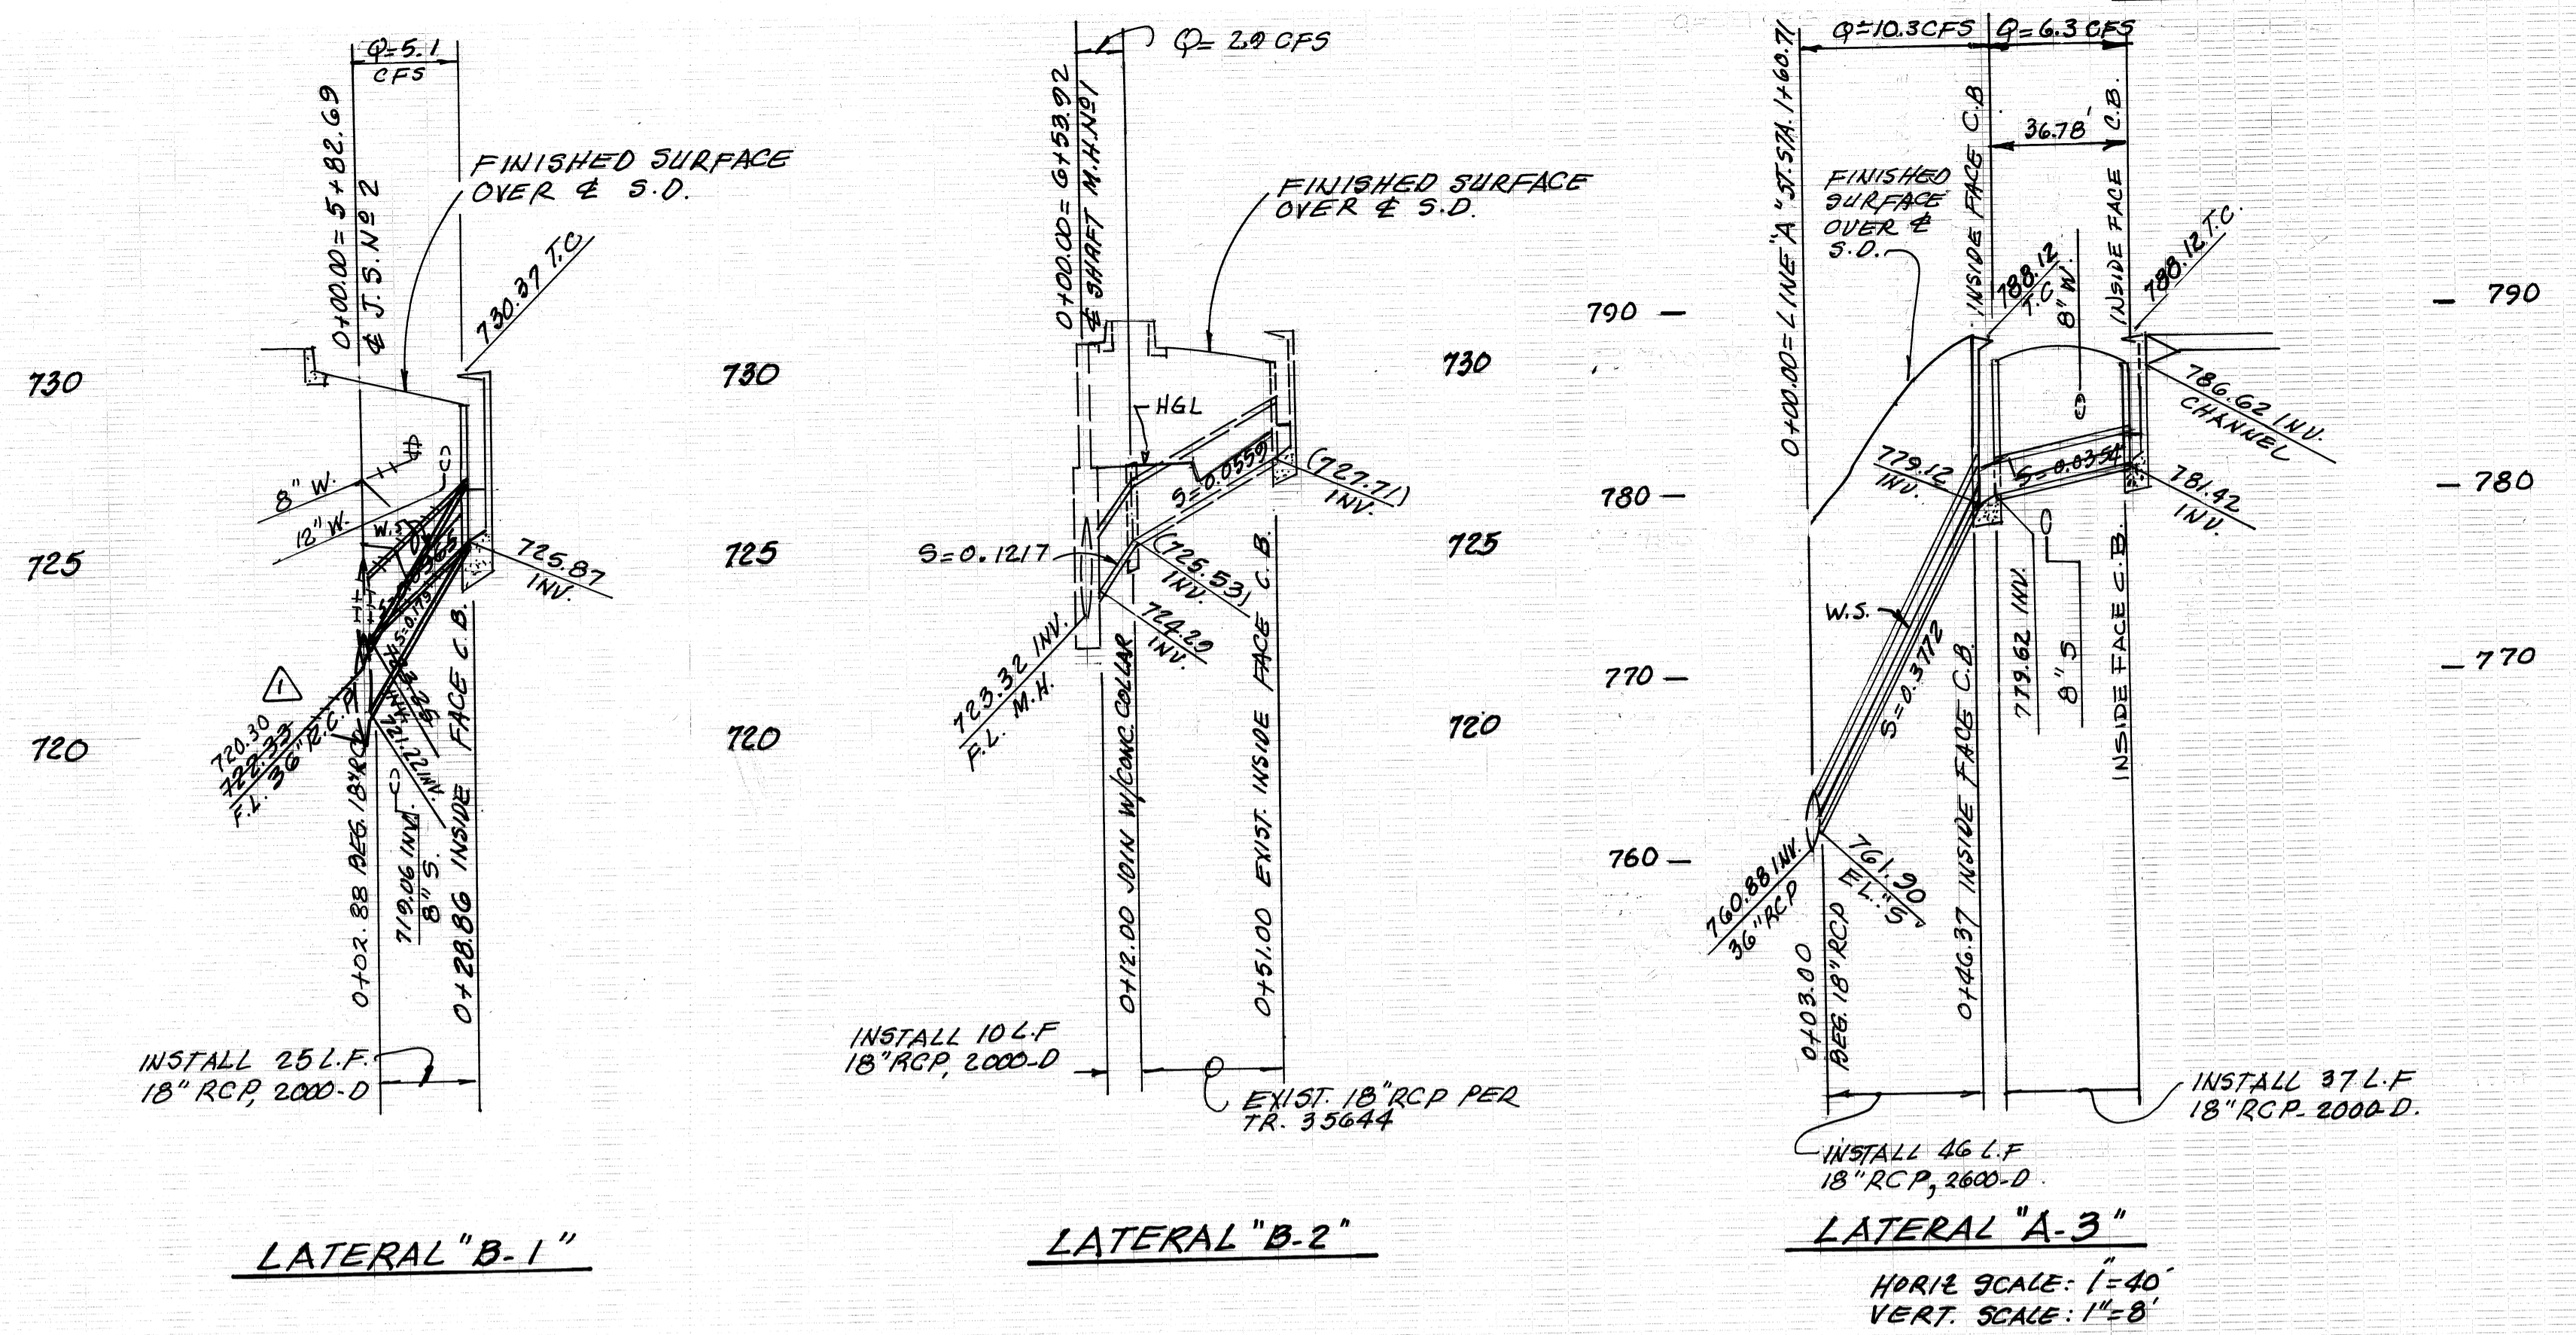 Q=5.1
CFS
0+00.00=5+82.69
℄ J.S. Nº 2
FINISHED SURFACE
OVER ℄ S.D.
730.37 T.C.
730
725
720
8" W.
12" W.
W.S.
725.87
INV.
S=0.179
1
720.30
722.33
F.L. 36" R.C.P.
0+02.88 BEG. 18" RCP
719.06 INV.
8" S.
0+28.86 INSIDE FACE C.B.
INSTALL 25 L.F.
18" RCP, 2000-D
LATERAL "B-1"
Q= 2.9 CFS
0+00.00=6+53.92
℄ SHAFT M.H. Nº1
FINISHED SURFACE
OVER ℄ S.D.
730
725
720
HGL
S=0.0559
(727.71)
INV.
S=0.1217
(725.53)
INV.
724.29
INV.
723.32 INV.
F.L. M.H.
0+12.00 JOIN W/CONC. COLLAR
0+51.00 EXIST. INSIDE FACE C.B.
INSTALL 10 L.F
18" RCP, 2000-D
EXIST. 18" RCP PER
TR. 35644
730
725
720
LATERAL "B-2"
Q=10.3 CFS
Q=6.3 CFS
0+00.00=LINE "A" ST. STA. 1+60.71
INSIDE FACE C.B
36.78'
INSIDE FACE C.B.
FINISHED
SURFACE
OVER ℄
S.D.
788.12
T.C
8" W.
788.12 T.C.
790
780
770
760
786.62 INV.
CHANNEL
779.12
INV.
S=0.0354
781.42
INV.
W.S.
S=0.3772
779.62 INV.
8" S
INSIDE FACE C.B.
760.88 INV.
36" RCP
761.90
0+03.00
BEG. 18" RCP
0+46.37 INSIDE FACE C.B.
INSTALL 37 L.F
18" RCP-2000-D.
INSTALL 46 L.F
18" RCP, 2600-D.
790
780
770
LATERAL "A-3"
HORIZ SCALE: 1"=40'
VERT. SCALE: 1"=8'